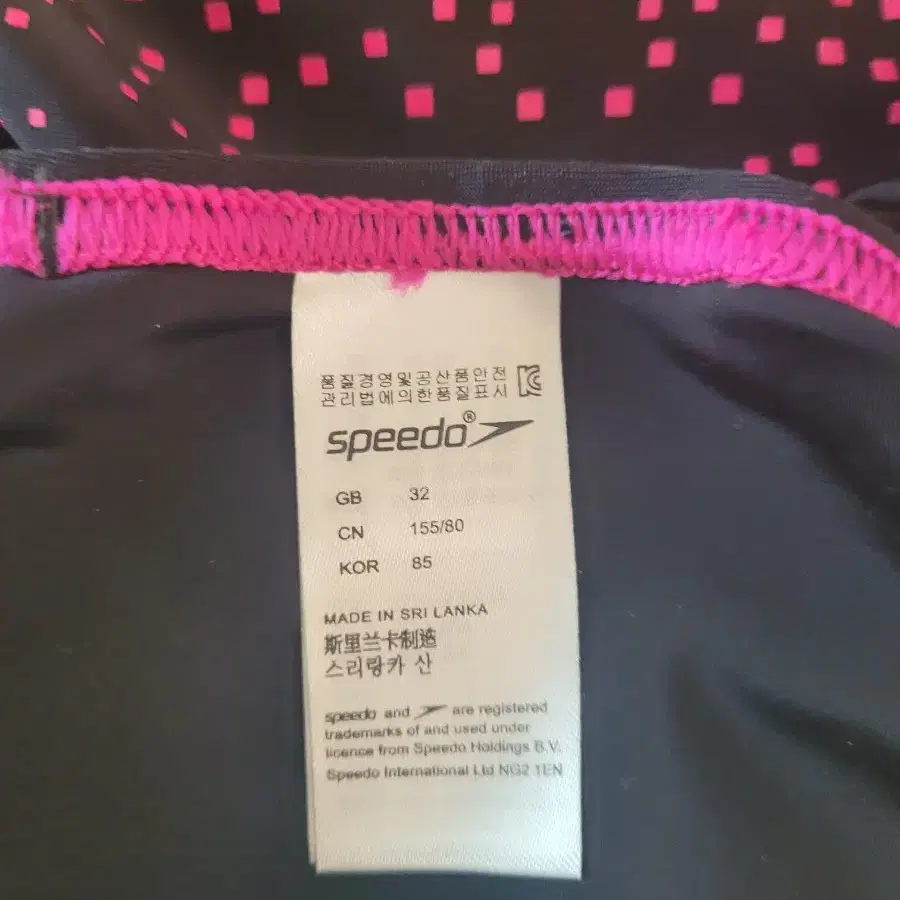 품질경영및공산품안전
관리법에의한품질표시
speedo®
GB 32
CN 155/80
KOR 85
MADE IN SRI LANKA
斯里兰卡制造
스리랑카 산
speedo and are registered
trademarks of and used under
licence from Speedo Holdings B.V.
Speedo International Ltd NG2 1EN